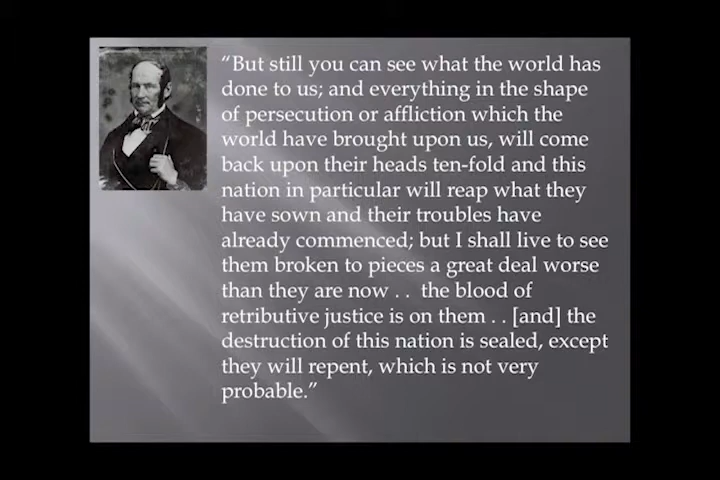 “But still you can see what the world has
done to us; and everything in the shape
of persecution or affliction which the
world have brought upon us, will come
back upon their heads ten-fold and this
nation in particular will reap what they
have sown and their troubles have
already commenced; but I shall live to see
them broken to pieces a great deal worse
than they are now . .  the blood of
retributive justice is on them . . [and] the
destruction of this nation is sealed, except
they will repent, which is not very
probable.”